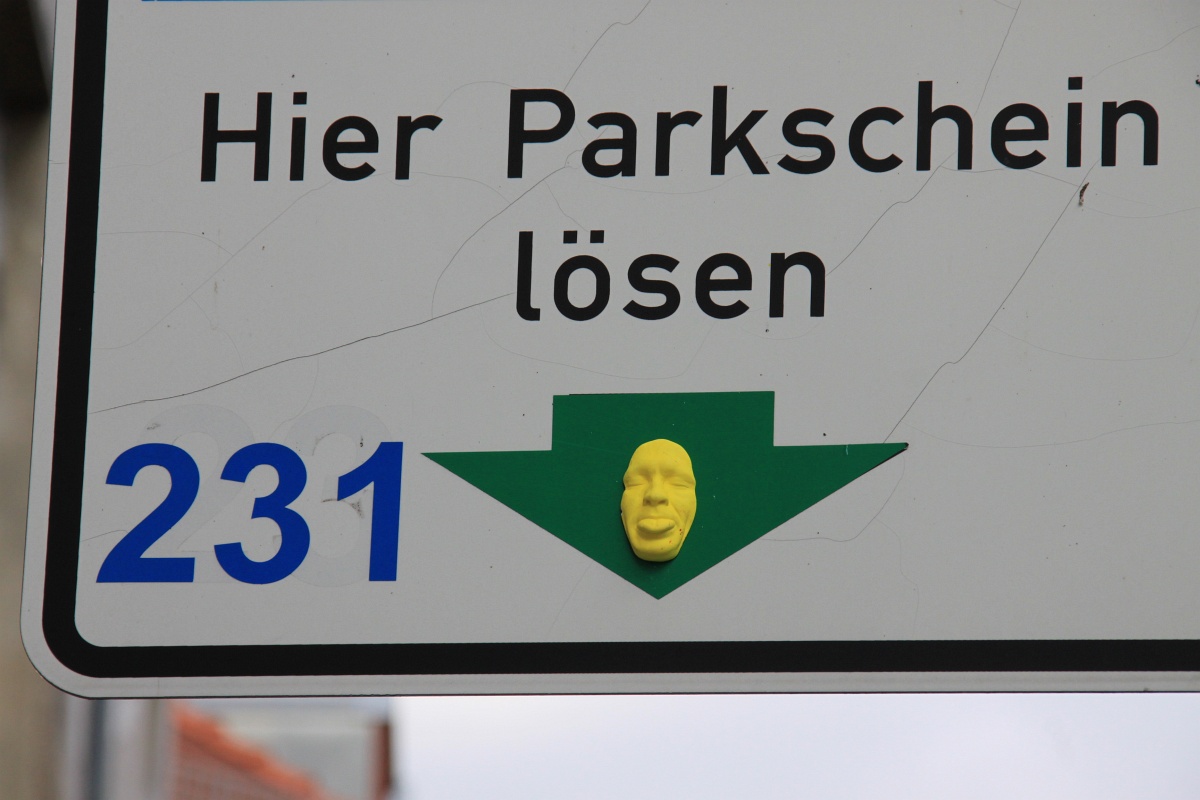 Hier Parkschein
lösen
231